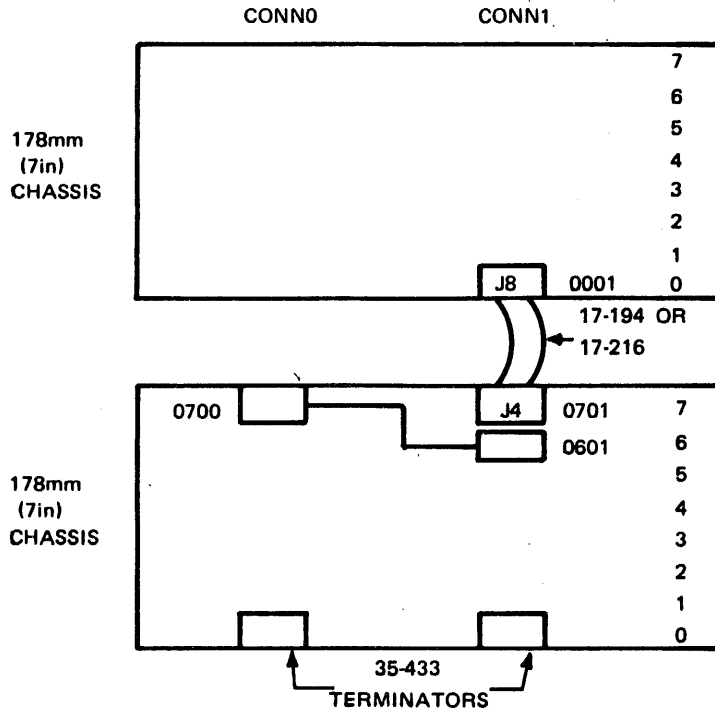 CONN0 CONN1
7
6
5
4
3
2
1
0
178mm
(7in)
CHASSIS
J8 0001
17-194 OR
17-216
0700 J4 0701
0601
7
6
5
4
3
2
1
0
178mm
(7in)
CHASSIS
35-433
TERMINATORS